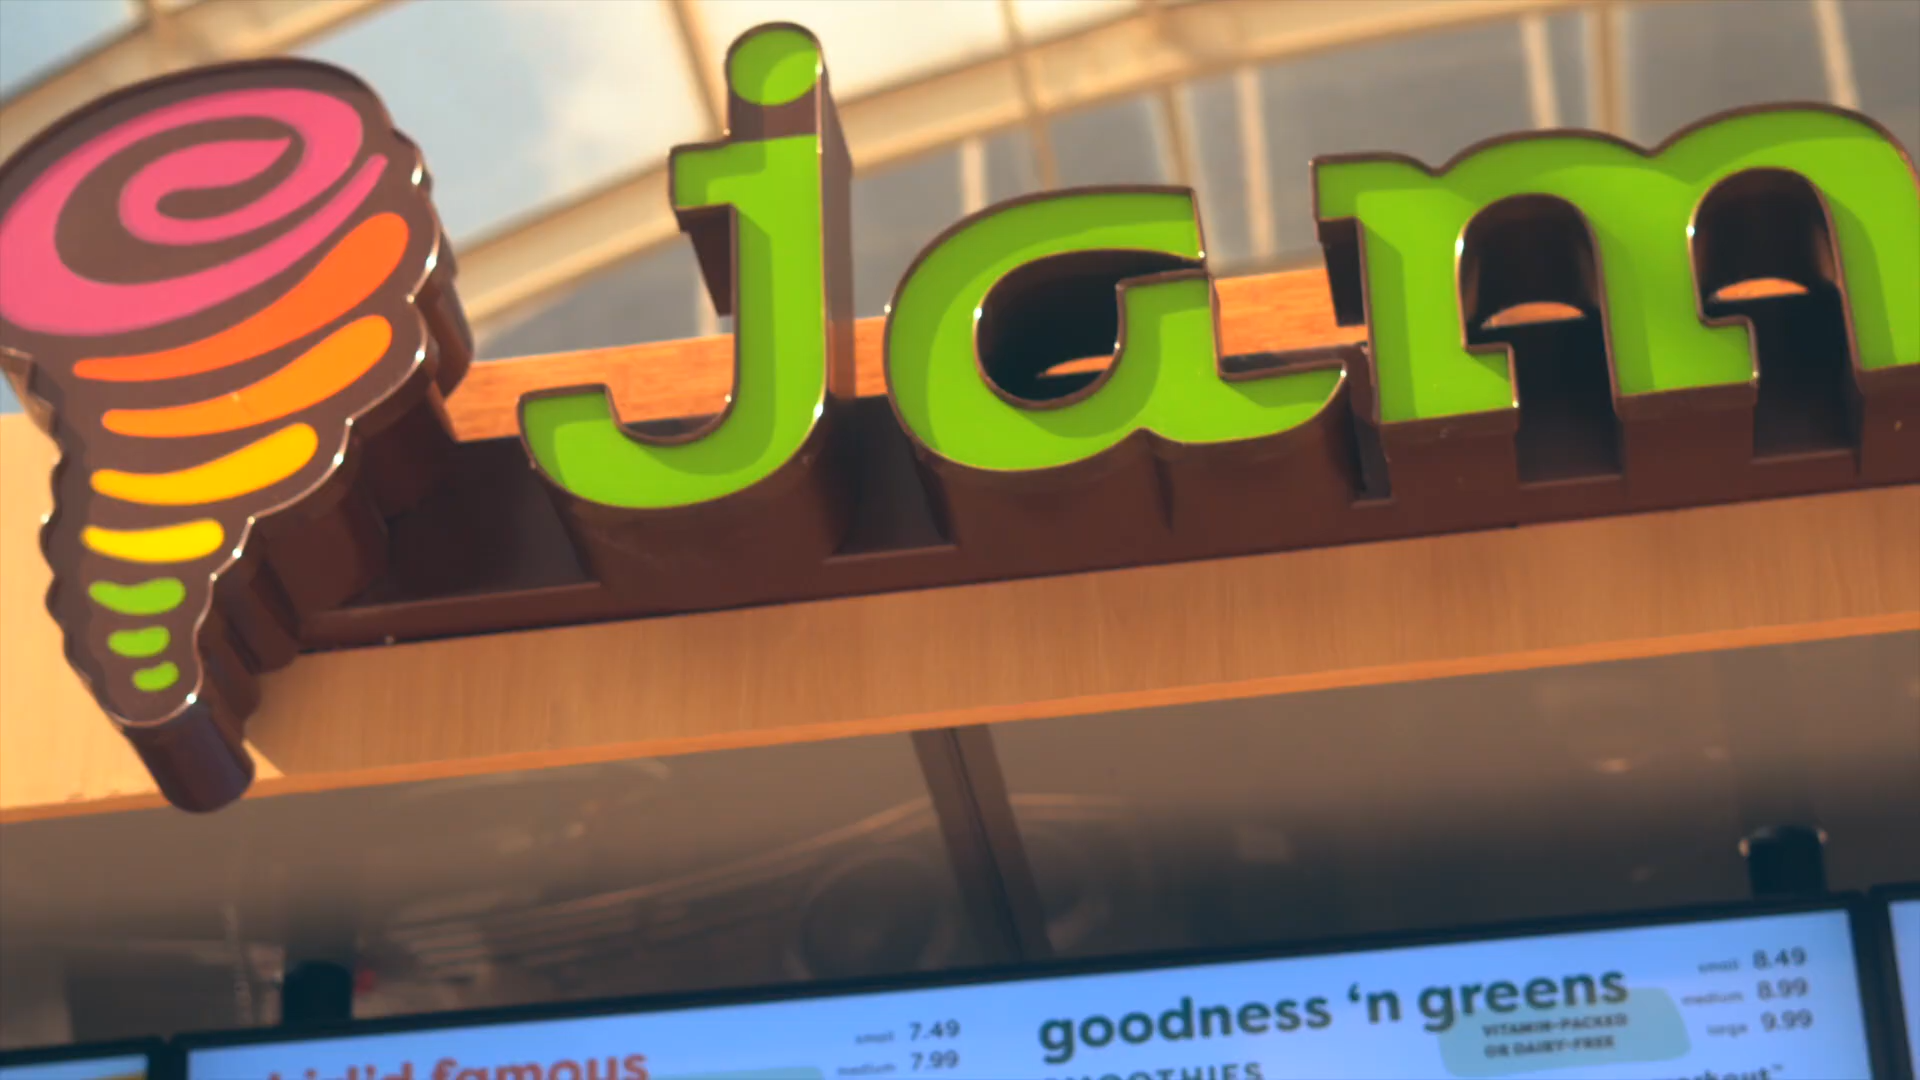 jam
famous
small 7.49
medium 7.99
goodness 'n greens
VITAMIN-PACKED
OR DAIRY-FREE
SMOOTHIES
small 8.49
medium 8.99
large 9.99